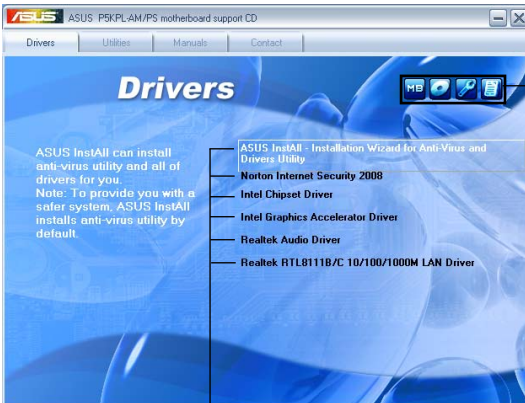 ASUS P5KPL-AM/PS motherboard support CD
Drivers Utilities Manuals Contact
Drivers
MB
ASUS InstAll can install
anti-virus utility and all of
drivers for you.
Note: To provide you with a
safer system, ASUS InstAll
installs anti-virus utility by
default.
ASUS InstAll - Installation Wizard for Anti-Virus and
Drivers Utility
Norton Internet Security 2008
Intel Chipset Driver
Intel Graphics Accelerator Driver
Realtek Audio Driver
Realtek RTL8111B/C 10/100/1000M LAN Driver